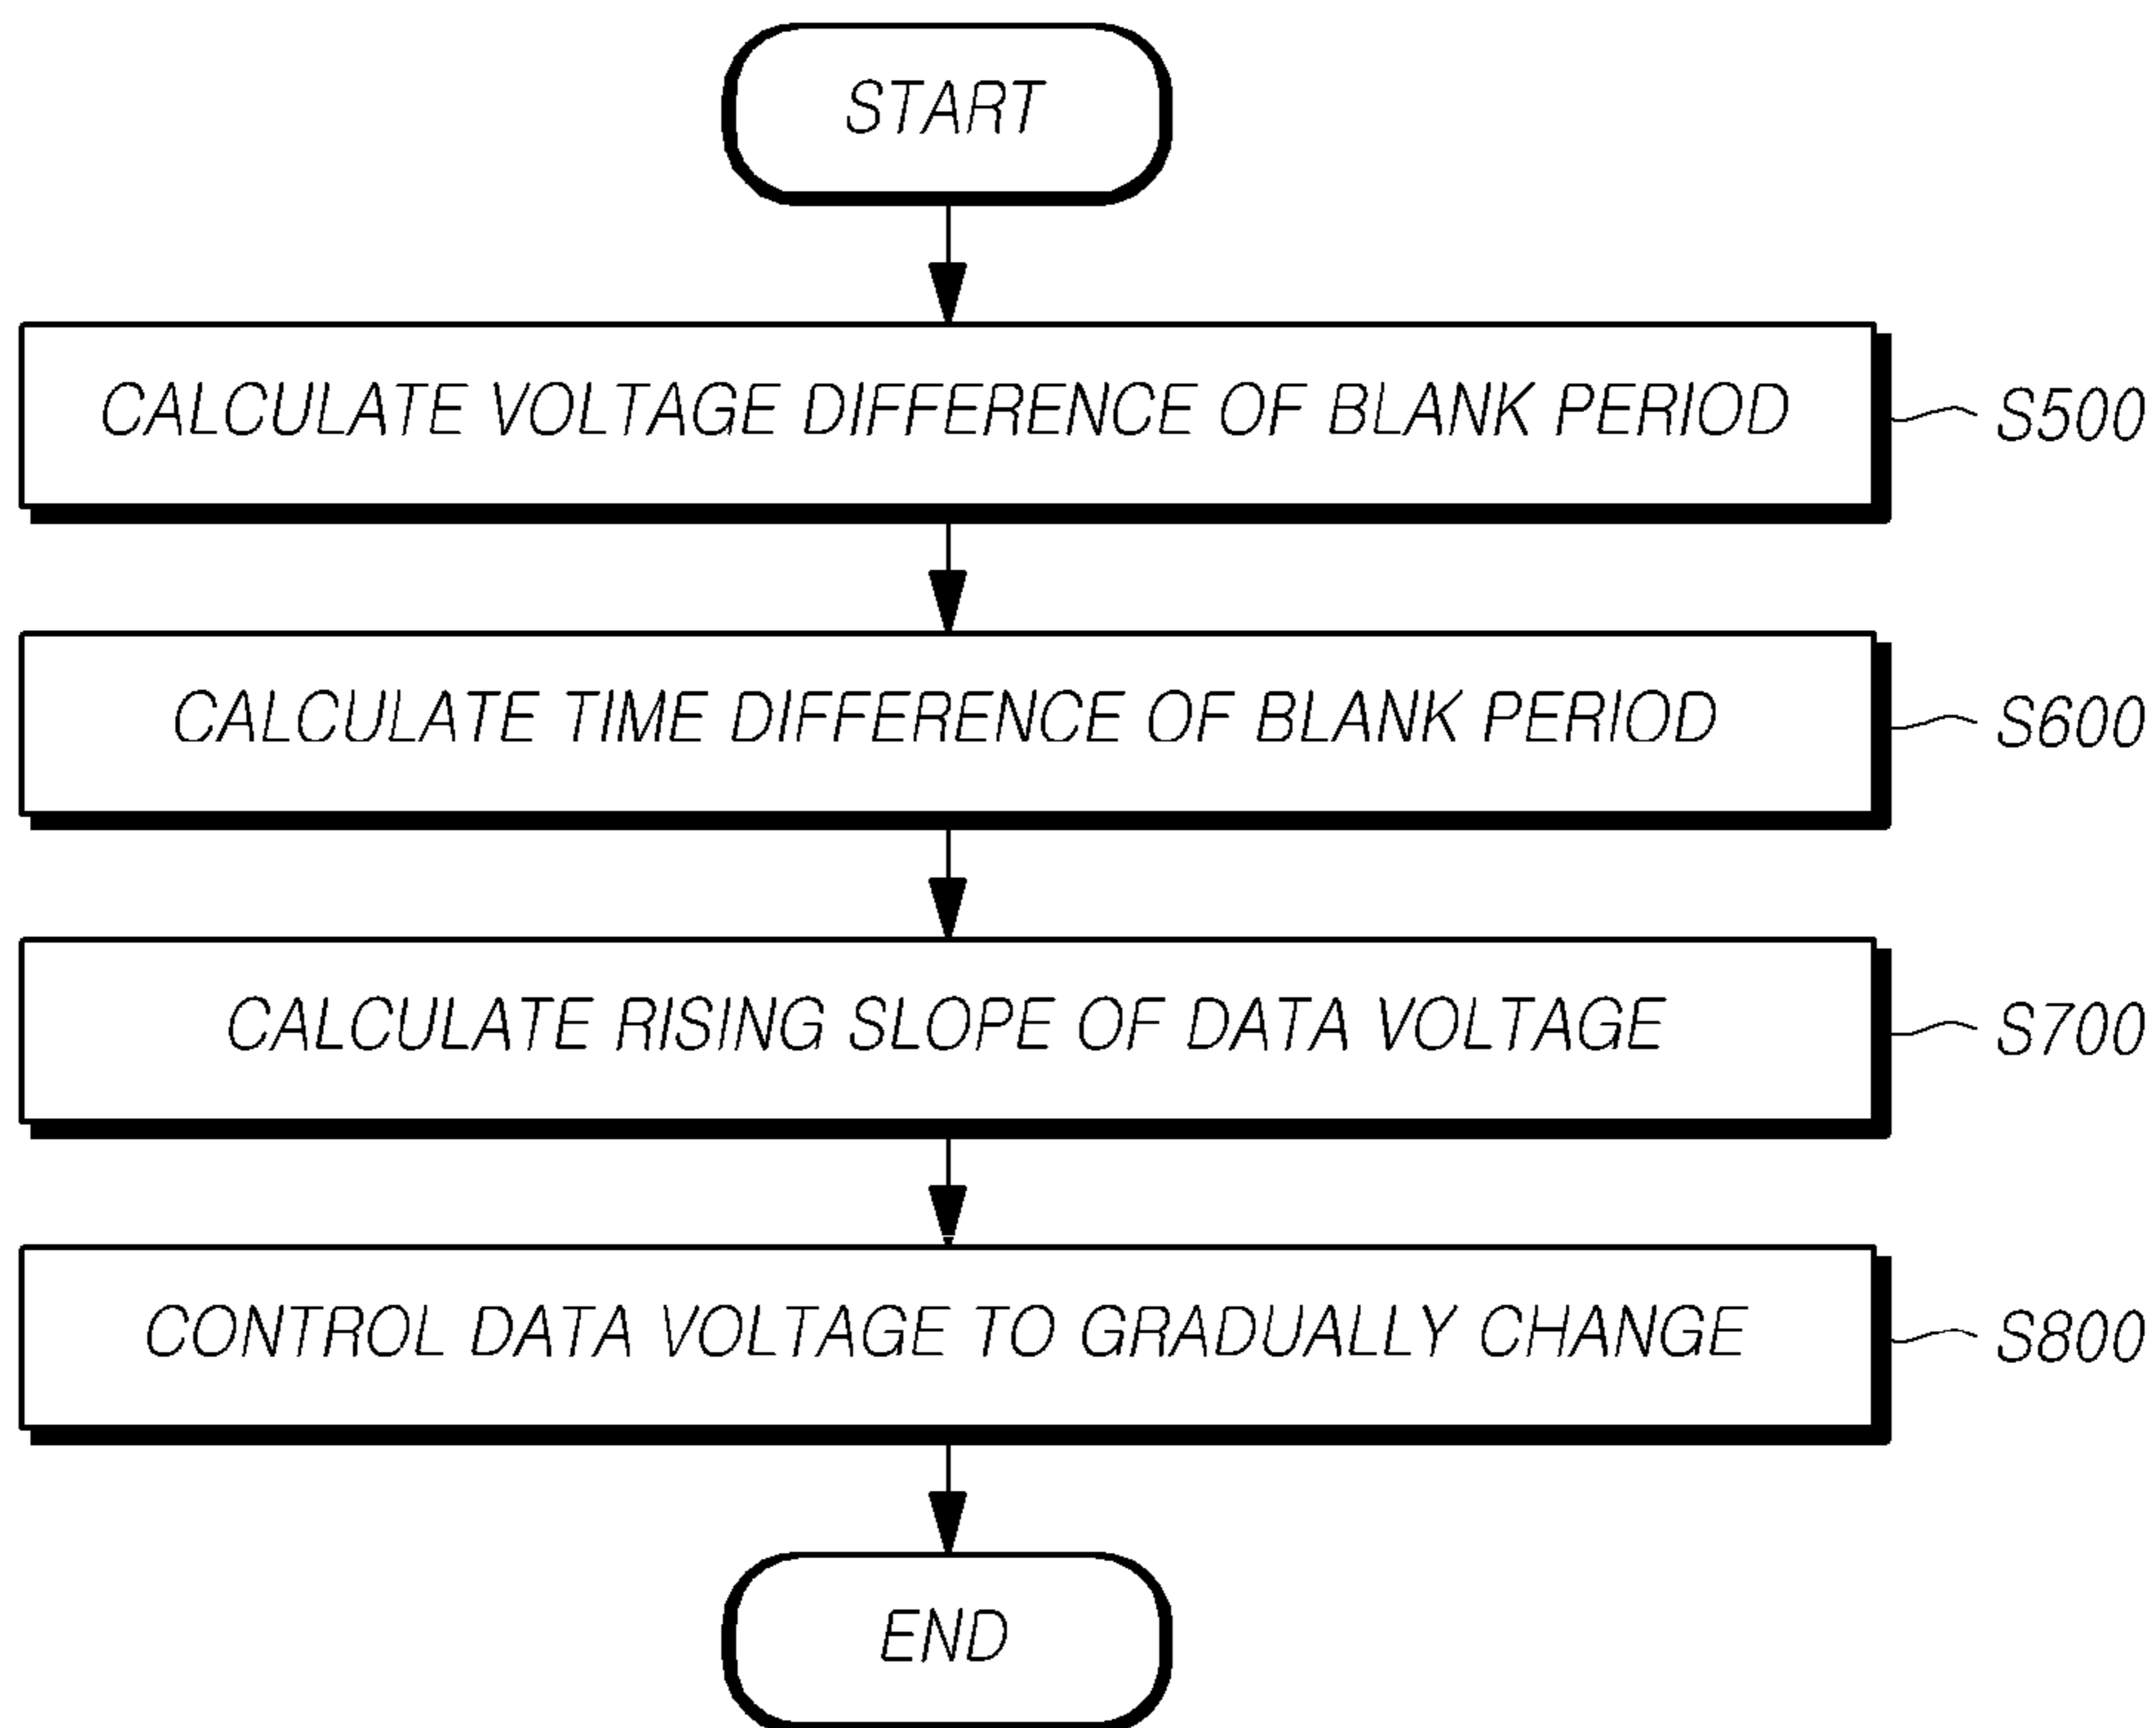 START
CALCULATE VOLTAGE DIFFERENCE OF BLANK PERIOD S500
CALCULATE TIME DIFFERENCE OF BLANK PERIOD S600
CALCULATE RISING SLOPE OF DATA VOLTAGE S700
CONTROL DATA VOLTAGE TO GRADUALLY CHANGE S800
END